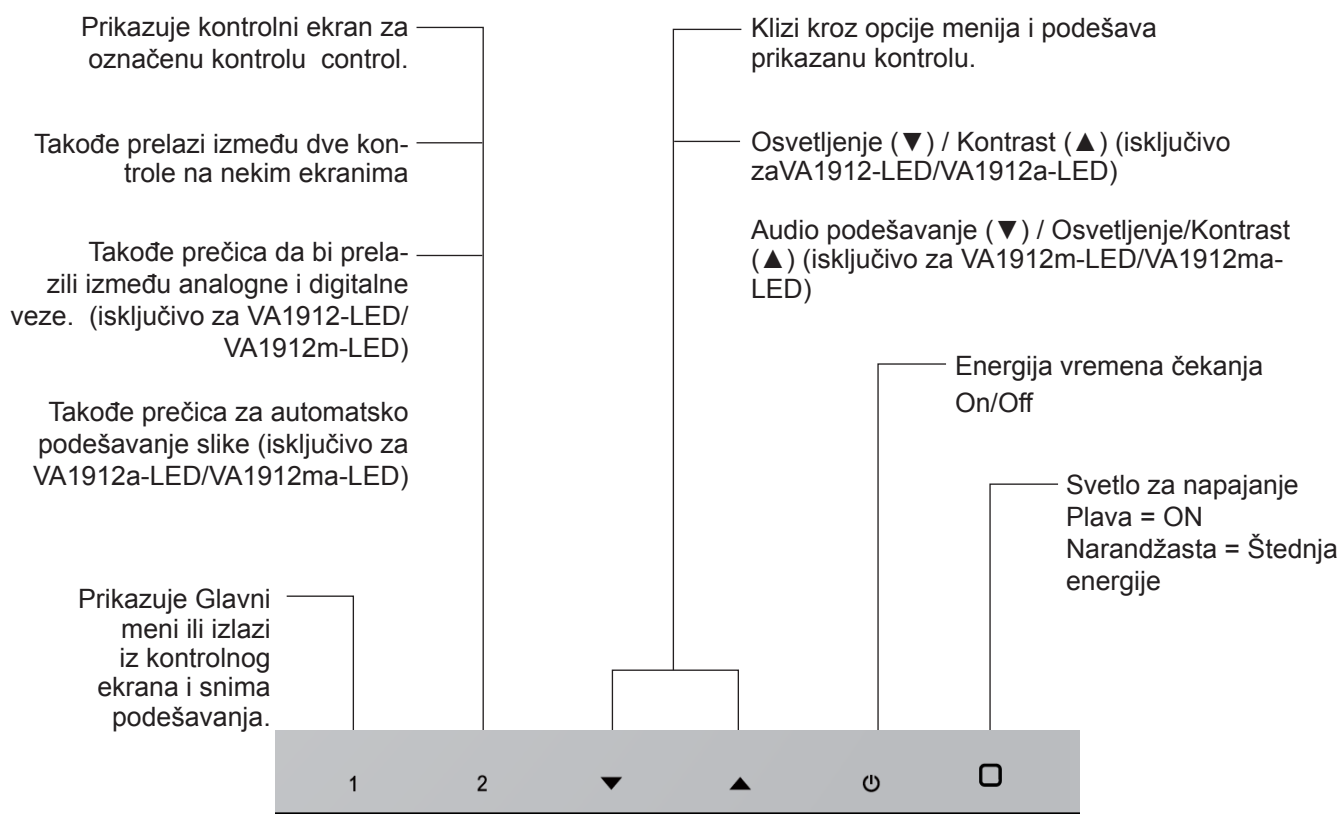 Prikazuje kontrolni ekran za
označenu kontrolu  control.
Takođe prelazi između dve kon-
trole na nekim ekranima
Takođe prečica da bi prela-
zili između analogne i digitalne
veze.  (isključivo za VA1912-LED/
VA1912m-LED)
Takođe prečica za automatsko
podešavanje slike (isključivo za
VA1912a-LED/VA1912ma-LED)
Prikazuje Glavni
meni ili izlazi
iz kontrolnog
ekrana i snima
podešavanja.
Klizi kroz opcije menija i podešava
prikazanu kontrolu.
Osvetljenje (▼) / Kontrast (▲) (isključivo
zaVA1912-LED/VA1912a-LED)
Audio podešavanje (▼) / Osvetljenje/Kontrast
(▲) (isključivo za VA1912m-LED/VA1912ma-
LED)
Energija vremena čekanja
On/Off
Svetlo za napajanje
Plava = ON
Narandžasta = Štednja
energije
1 2 ▼ ▲